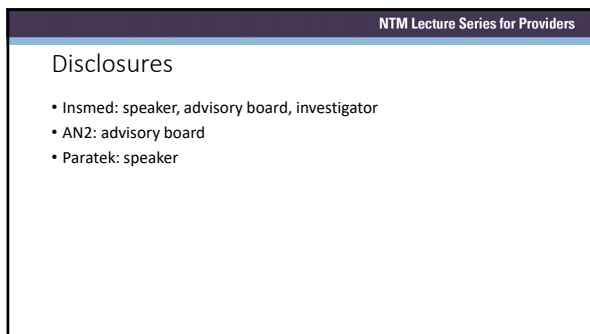 NTM Lecture Series for Providers
Disclosures
• Insmed: speaker, advisory board, investigator
• AN2: advisory board
• Paratek: speaker